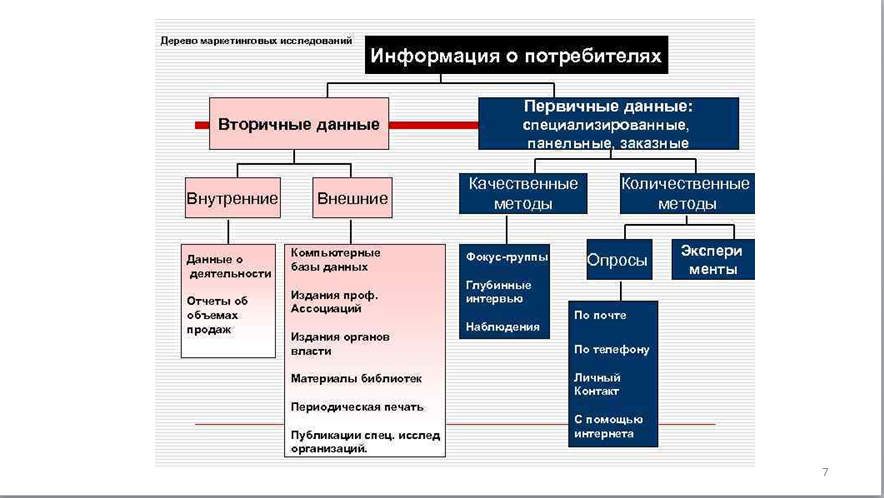 Дерево маркетинговых исследований
Информация о потребителях
Вторичные данные
Первичные данные:
специализированные,
панельные, заказные
Внутренние
Внешние
Качественные
методы
Количественные
методы
Данные о
деятельности
Отчеты об
объемах
продаж
Компьютерные
базы данных
Издания проф.
Ассоциаций
Издания органов
власти
Материалы библиотек
Периодическая печать
Публикации спец. исслед
организаций.
Фокус-группы
Глубинные
интервью
Наблюдения
Опросы
Экспери
менты
По почте
По телефону
Личный
Контакт
С помощью
интернета
7